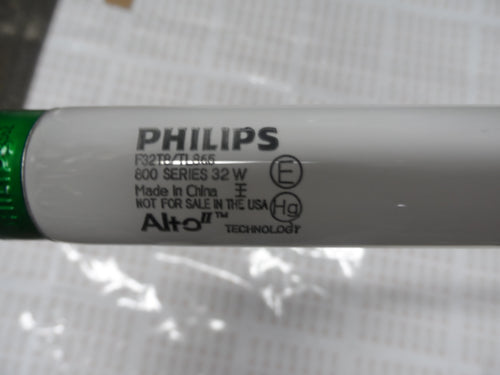 PHILIPS
F32T8/TL865
800 SERIES 32 W E
Made in China
NOT FOR SALE IN THE USA Hg
Alto II™ TECHNOLOGY